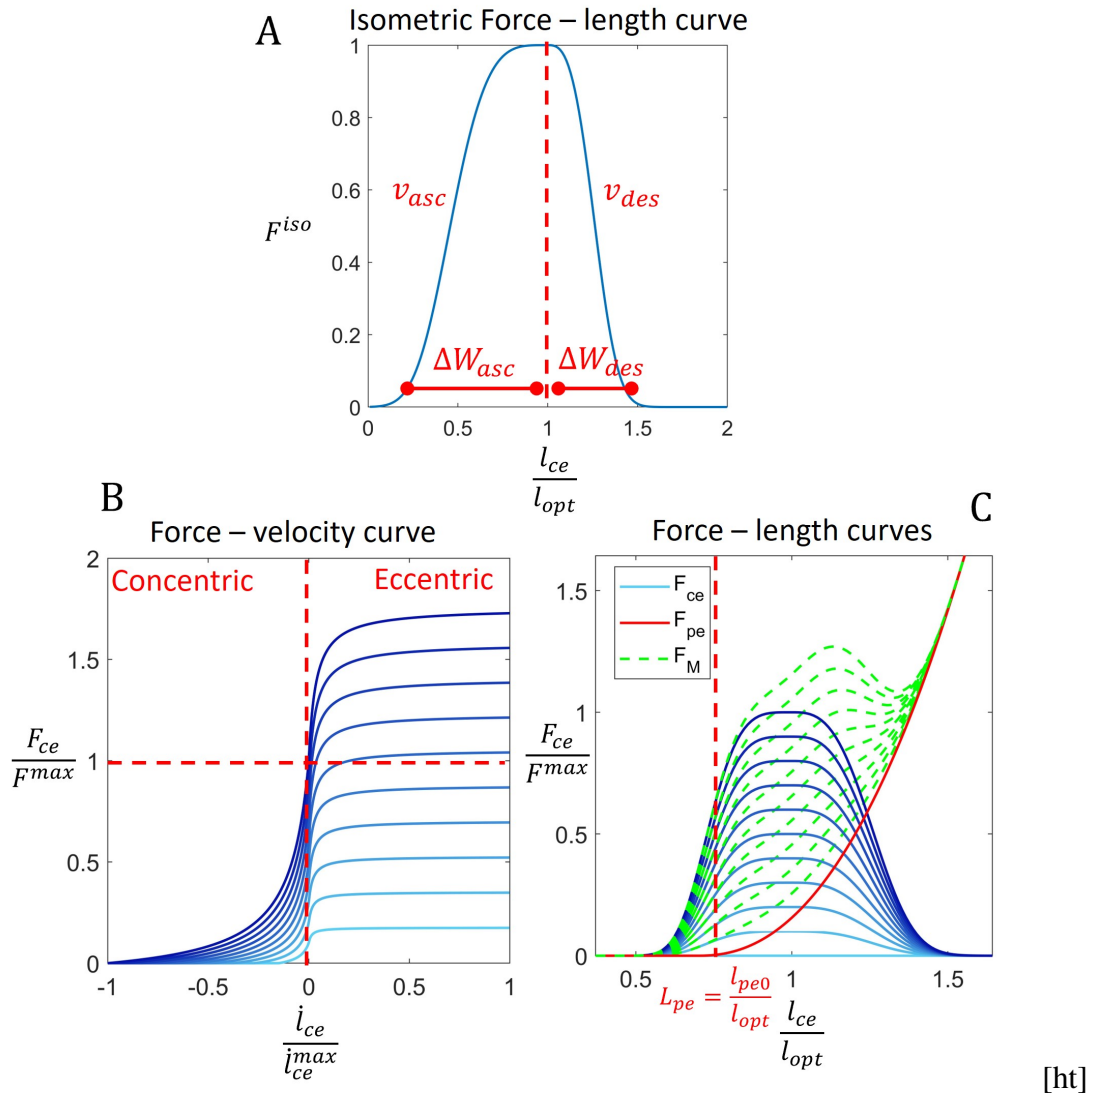 A
Isometric Force – length curve
1
0.8
0.6
0.4
0.2
0
v_asc
v_des
F^iso
ΔW_asc
ΔW_des
0 0.5 1 1.5 2
l_ce
l_opt
B
Force – velocity curve
2
1.5
1
0.5
0
Concentric
Eccentric
F_ce
F^max
-1 -0.5 0 0.5 1
l̇_ce
l̇_ce^max
C
Force – length curves
1.5
1
0.5
0
F_ce
F_pe
F_M
F_ce
F^max
0.5 1 1.5
L_pe = l_pe0
l_opt
l_ce
l_opt
[ht]